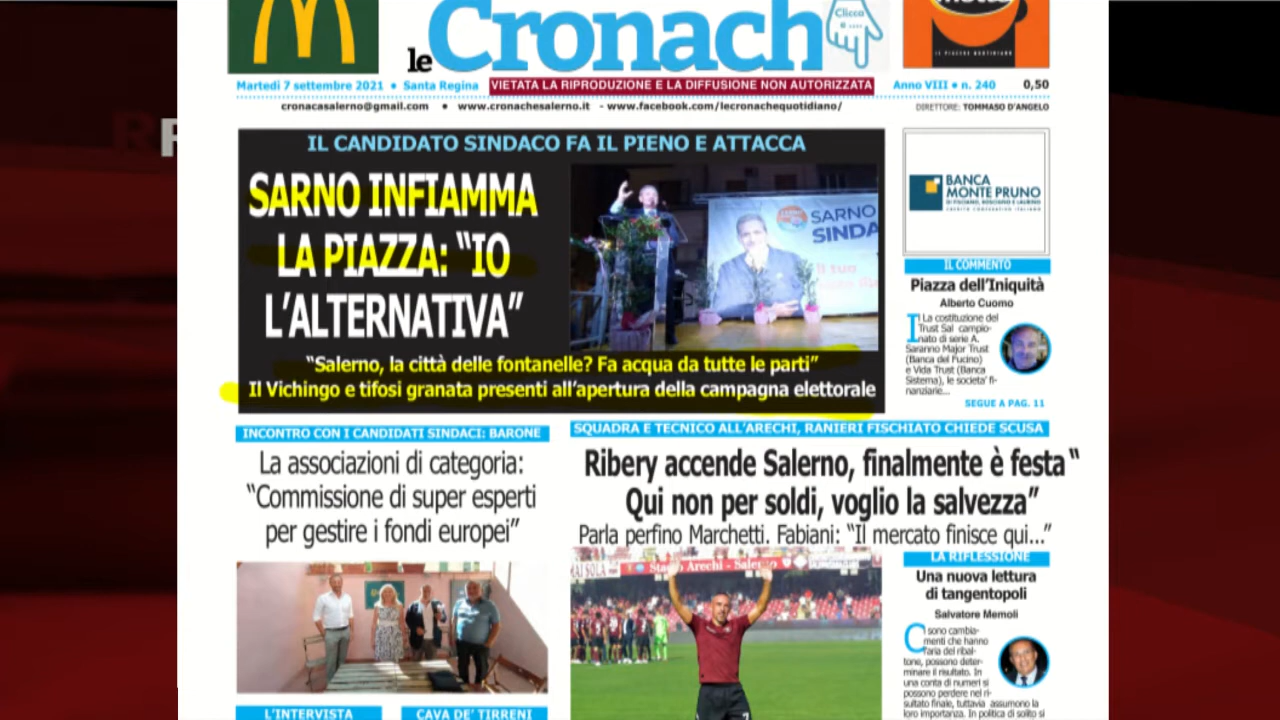 le Cronach
Clicca
Martedì 7 settembre 2021 • Santa Regina
VIETATA LA RIPRODUZIONE E LA DIFFUSIONE NON AUTORIZZATA
Anno VIII • n. 240
0,50
cronacasalerno@gmail.com • www.cronachesalerno.it - www.facebook.com/lecronachequotidiano/
DIRETTORE: TOMMASO D'ANGELO
IL CANDIDATO SINDACO FA IL PIENO E ATTACCA
SARNO INFIAMMA
LA PIAZZA: “IO
L’ALTERNATIVA”
SARNO
SINDA
“Salerno, la città delle fontanelle? Fa acqua da tutte le parti”
Il Vichingo e tifosi granata presenti all’apertura della campagna elettorale
BANCA
MONTE PRUNO
DI FISCIANO, ROSCIGNO E LAURINO
CREDITO COOPERATIVO ITALIANO
IL COMMENTO
Piazza dell’Iniquità
Alberto Cuomo
La costituzione del
Trust Sal campio-
nato di serie A.
Saranno Major Trust
(Banca del Fucino)
e Vida Trust (Banca
Sistema), le societa’ fi-
nanziarie...
SEGUE A PAG. 11
INCONTRO CON I CANDIDATI SINDACI: BARONE
La associazioni di categoria:
“Commissione di super esperti
per gestire i fondi europei”
SQUADRA E TECNICO ALL’ARECHI, RANIERI FISCHIATO CHIEDE SCUSA
Ribery accende Salerno, finalmente è festa “
Qui non per soldi, voglio la salvezza”
Parla perfino Marchetti. Fabiani: “Il mercato finisce qui...”
Stadio Arechi - Salerno
LA RIFLESSIONE
Una nuova lettura
di tangentopoli
Salvatore Memoli
C sono cambia-
menti che hanno
l’aria del ribal-
tone, possono deter-
minare il risultato. In
una conta di numeri si
possono perdere nel ri-
sultato finale, tuttavia assumono la
loro importanza. In politica di solito si
L’INTERVISTA
CAVA DE’ TIRRENI